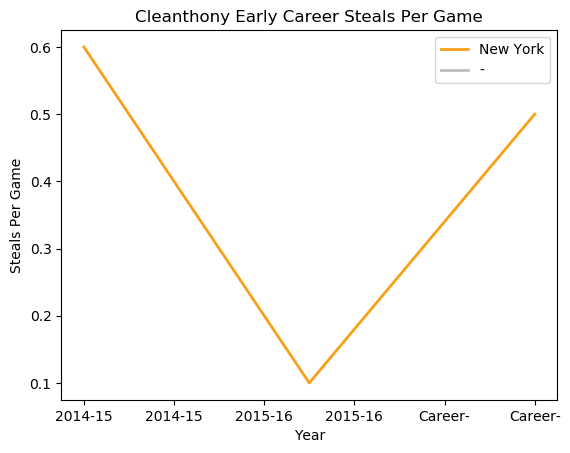 Cleanthony Early Career Steals Per Game
New York
-
Steals Per Game
0.6
0.5
0.4
0.3
0.2
0.1
2014-15 2014-15 2015-16 2015-16 Career- Career-
Year